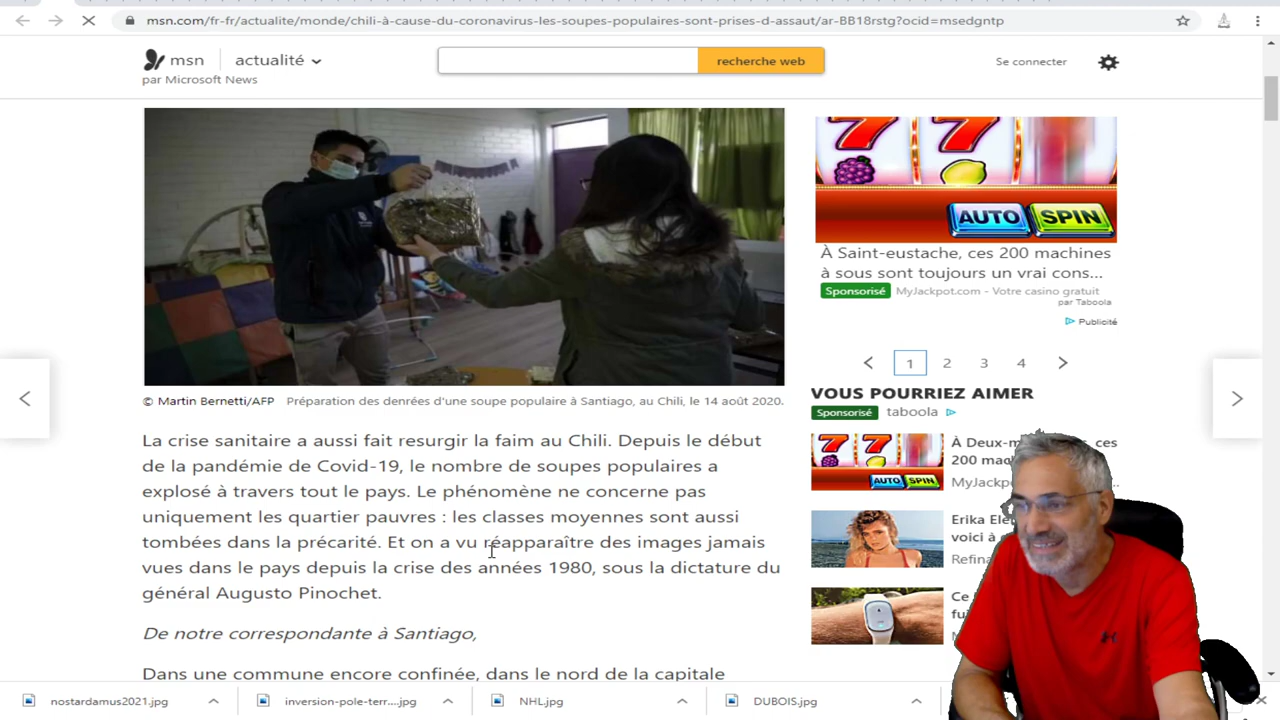 msn.com/fr-fr/actualite/monde/chili-à-cause-du-coronavirus-les-soupes-populaires-sont-prises-d-assaut/ar-BB18rstg?ocid=msedgntp
msn
actualité
recherche web
Se connecter
par Microsoft News
7 7
AUTO SPIN
À Saint-eustache, ces 200 machines
à sous sont toujours un vrai cons...
Sponsorisé MyJackpot.com - Votre casino gratuit
par Taboola
Publicité
1 2 3 4
VOUS POURRIEZ AIMER
Sponsorisé taboola
© Martin Bernetti/AFP Préparation des denrées d'une soupe populaire à Santiago, au Chili, le 14 août 2020.
La crise sanitaire a aussi fait resurgir la faim au Chili. Depuis le début
de la pandémie de Covid-19, le nombre de soupes populaires a
explosé à travers tout le pays. Le phénomène ne concerne pas
uniquement les quartier pauvres : les classes moyennes sont aussi
tombées dans la précarité. Et on a vu réapparaître des images jamais
vues dans le pays depuis la crise des années 1980, sous la dictature du
général Augusto Pinochet.
De notre correspondante à Santiago,
Dans une commune encore confinée, dans le nord de la capitale
7 7
AUTO SPIN
À ces
200
Erika
voici à
Ce
nostardamus2021.jpg
inversion-pole-terr....jpg
NHL.jpg
DUBOIS.jpg